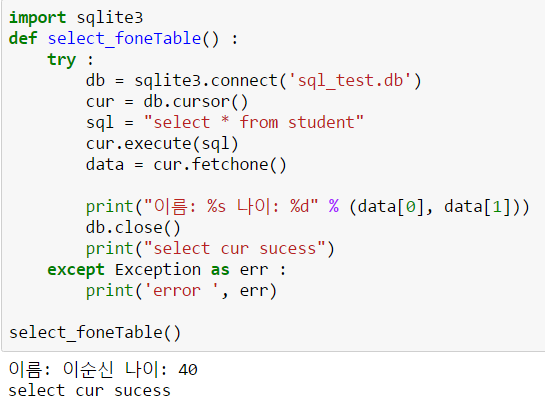 import sqlite3
def select_foneTable() :
    try :
        db = sqlite3.connect('sql_test.db')
        cur = db.cursor()
        sql = "select * from student"
        cur.execute(sql)
        data = cur.fetchone()

        print("이름: %s 나이: %d" % (data[0], data[1]))
        db.close()
        print("select cur sucess")
    except Exception as err :
        print('error ', err)

select_foneTable()
이름: 이순신 나이: 40
select cur sucess